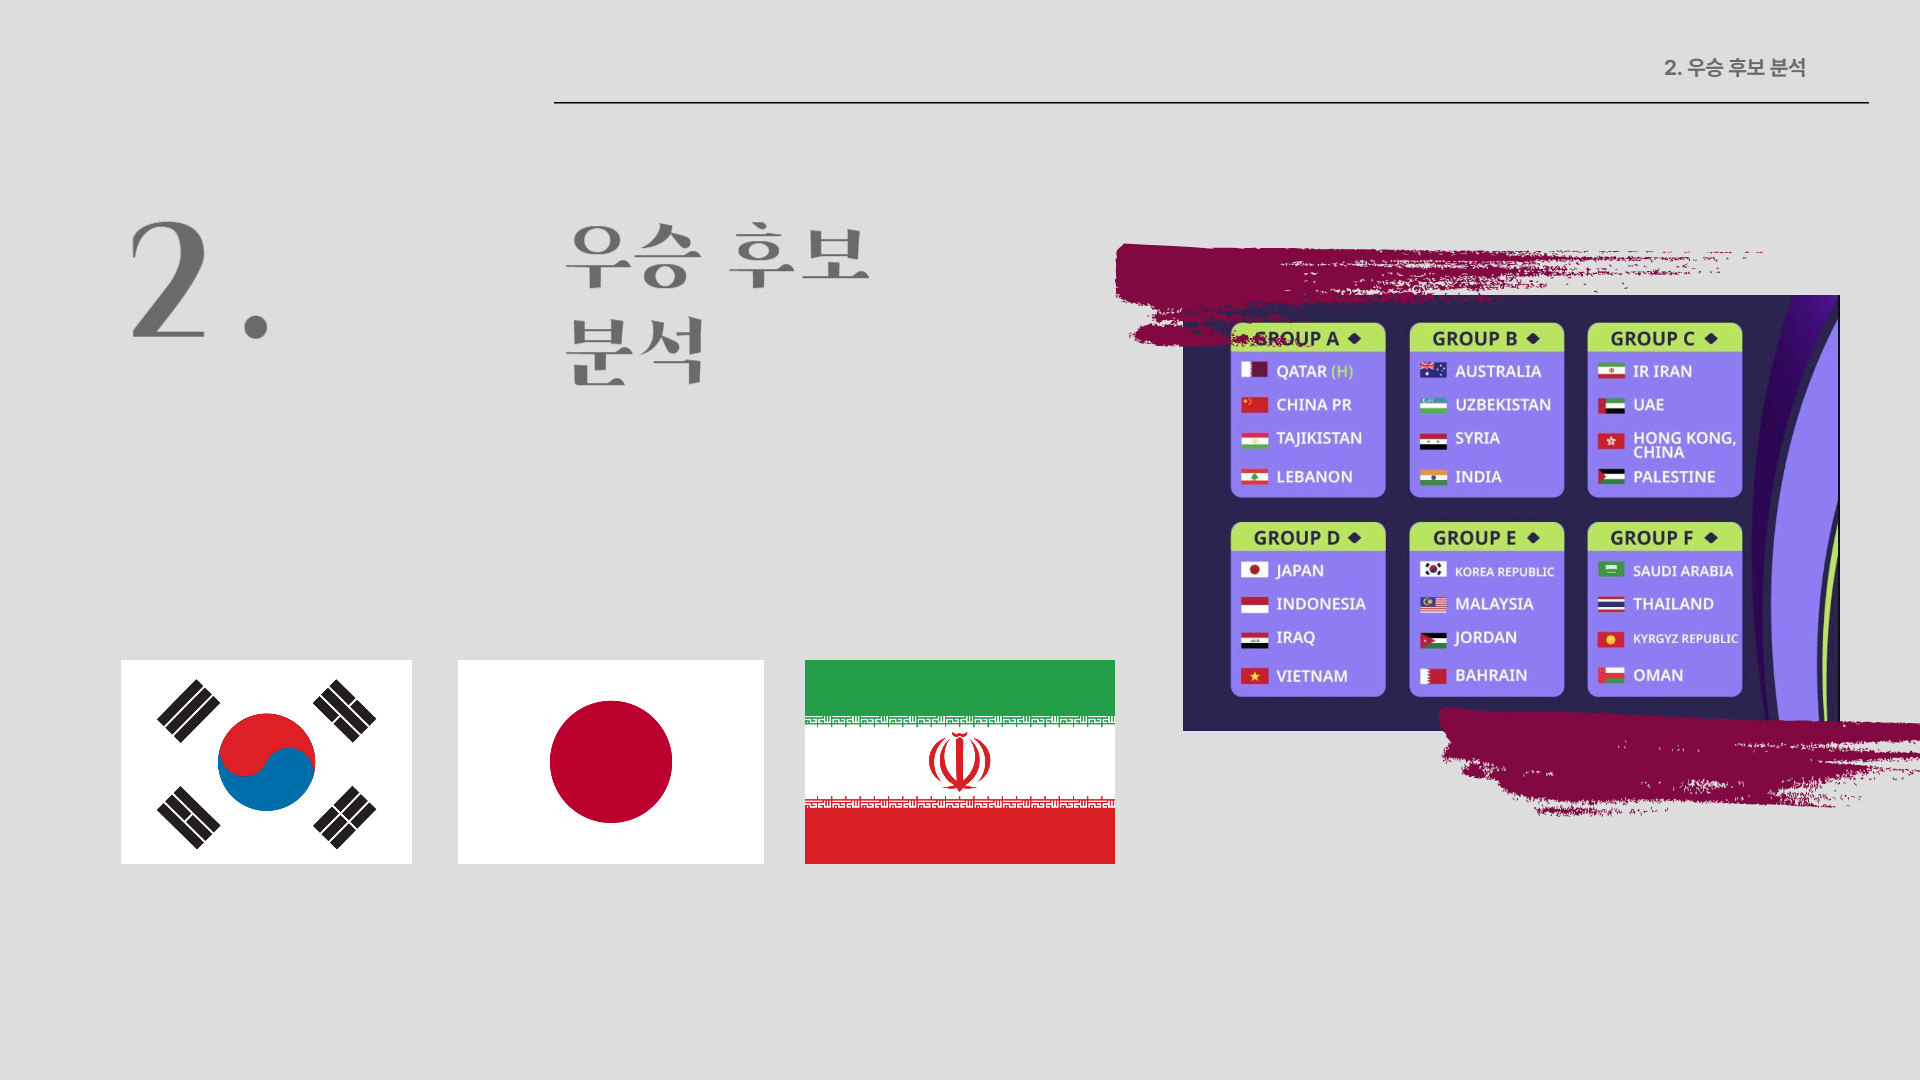 2. 우승 후보 분석
2.
우승 후보
분석
GROUP A
QATAR (H)
CHINA PR
TAJIKISTAN
LEBANON
GROUP B
AUSTRALIA
UZBEKISTAN
SYRIA
INDIA
GROUP C
IR IRAN
UAE
HONG KONG,
CHINA
PALESTINE
GROUP D
JAPAN
INDONESIA
IRAQ
VIETNAM
GROUP E
KOREA REPUBLIC
MALAYSIA
JORDAN
BAHRAIN
GROUP F
SAUDI ARABIA
THAILAND
KYRGYZ REPUBLIC
OMAN